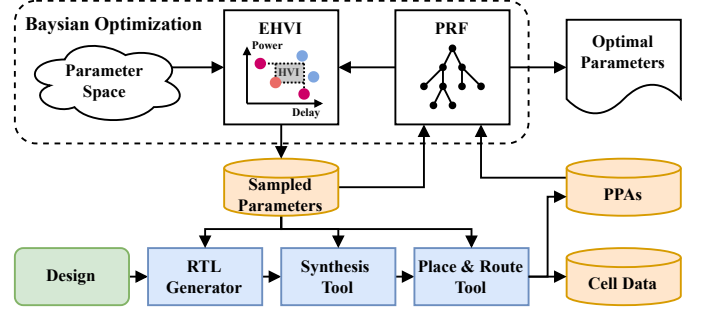 Baysian Optimization
Parameter
Space
EHVI
Power
HVI
Delay
PRF
Optimal
Parameters
Sampled
Parameters
PPAs
Design
RTL
Generator
Synthesis
Tool
Place & Route
Tool
Cell Data